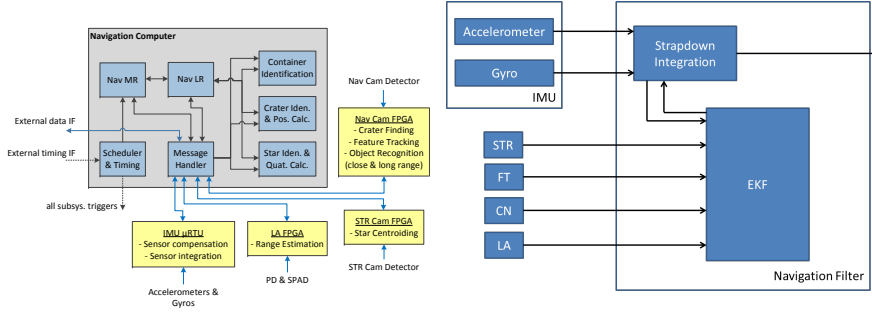 Navigation Computer
Nav MR
Nav LR
Container
Identification
Crater Iden.
& Pos. Calc.
External data IF
External timing IF
Scheduler
& Timing
Message
Handler
Star Iden. &
Quat. Calc.
all subsys. triggers
Nav Cam Detector
Nav Cam FPGA
- Crater Finding
- Feature Tracking
- Object Recognition
(close & long range)
IMU µRTU
- Sensor compensation
- Sensor integration
LA FPGA
- Range Estimation
STR Cam FPGA
- Star Centroiding
Accelerometers &
Gyros
PD & SPAD
STR Cam Detector
Accelerometer
Gyro
IMU
Strapdown
Integration
STR
FT
CN
LA
EKF
Navigation Filter